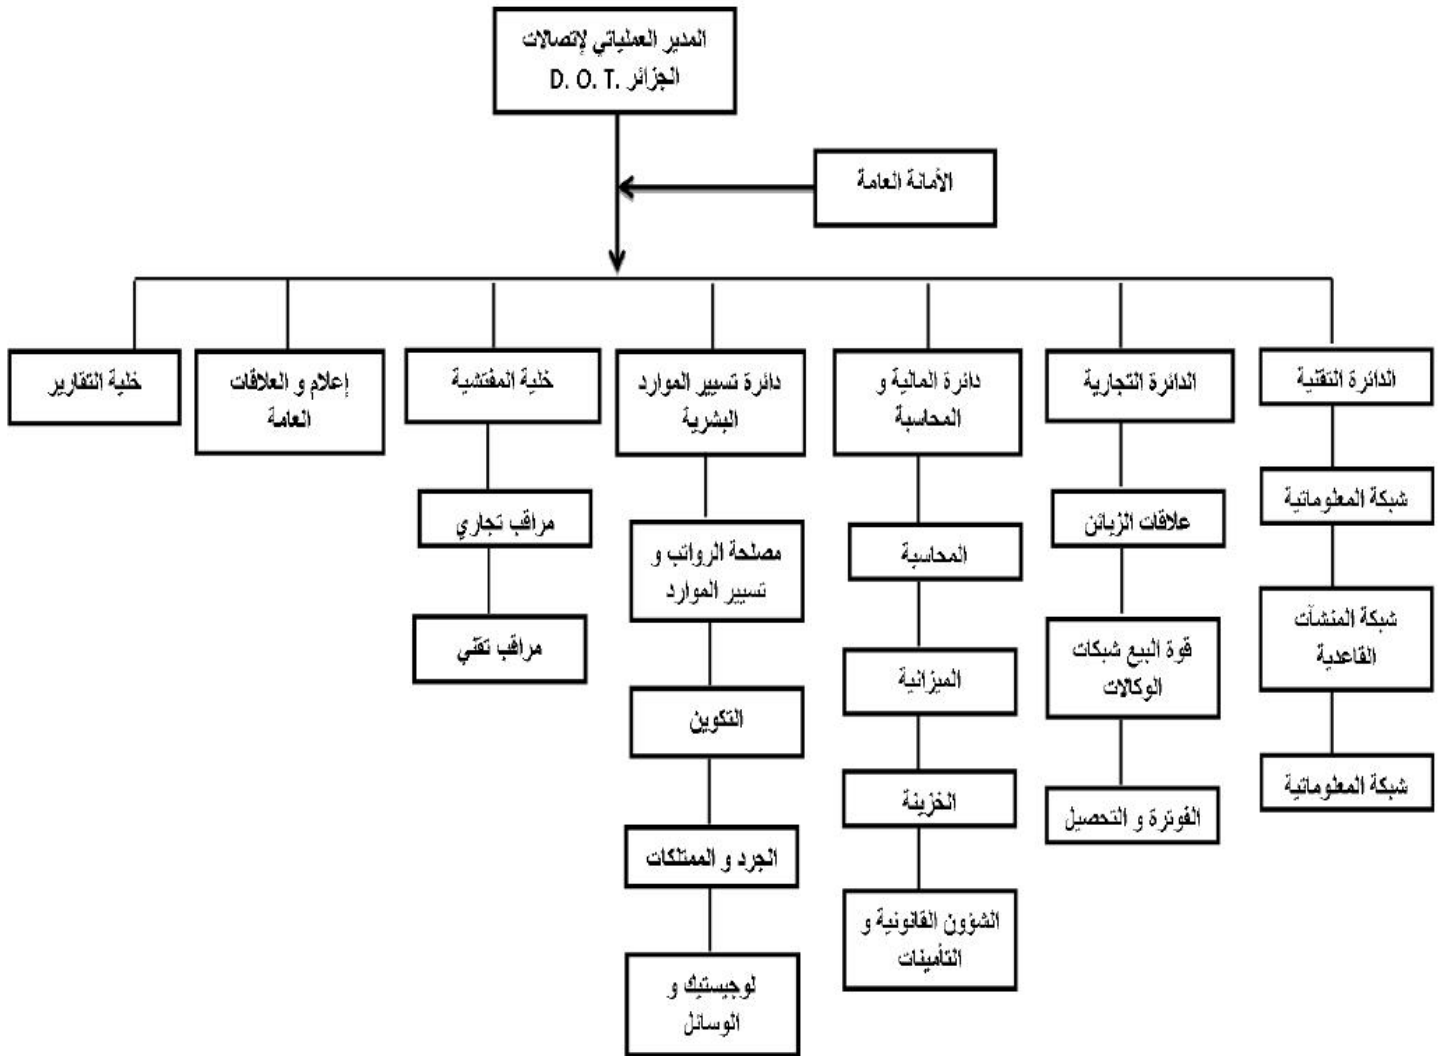 المدير العملياتي لإتصالات
الجزائر .D. O. T
الأمانة العامة
الدائرة التقنية
شبكة المعلوماتية
شبكة المنشآت
القاعدية
شبكة المعلوماتية
الدائرة التجارية
علاقات الزبائن
قوة البيع شبكات
الوكالات
الفوترة و التحصيل
دائرة المالية و
المحاسبة
المحاسبة
الميزانية
الخزينة
الشؤون القانونية و
التأمينات
دائرة تسيير الموارد
البشرية
مصلحة الرواتب و
تسيير الموارد
التكوين
الجرد و الممتلكات
لوجيستيك و
الوسائل
خلية المفتشية
مراقب تجاري
مراقب تقني
إعلام و العلاقات
العامة
خلية التقارير